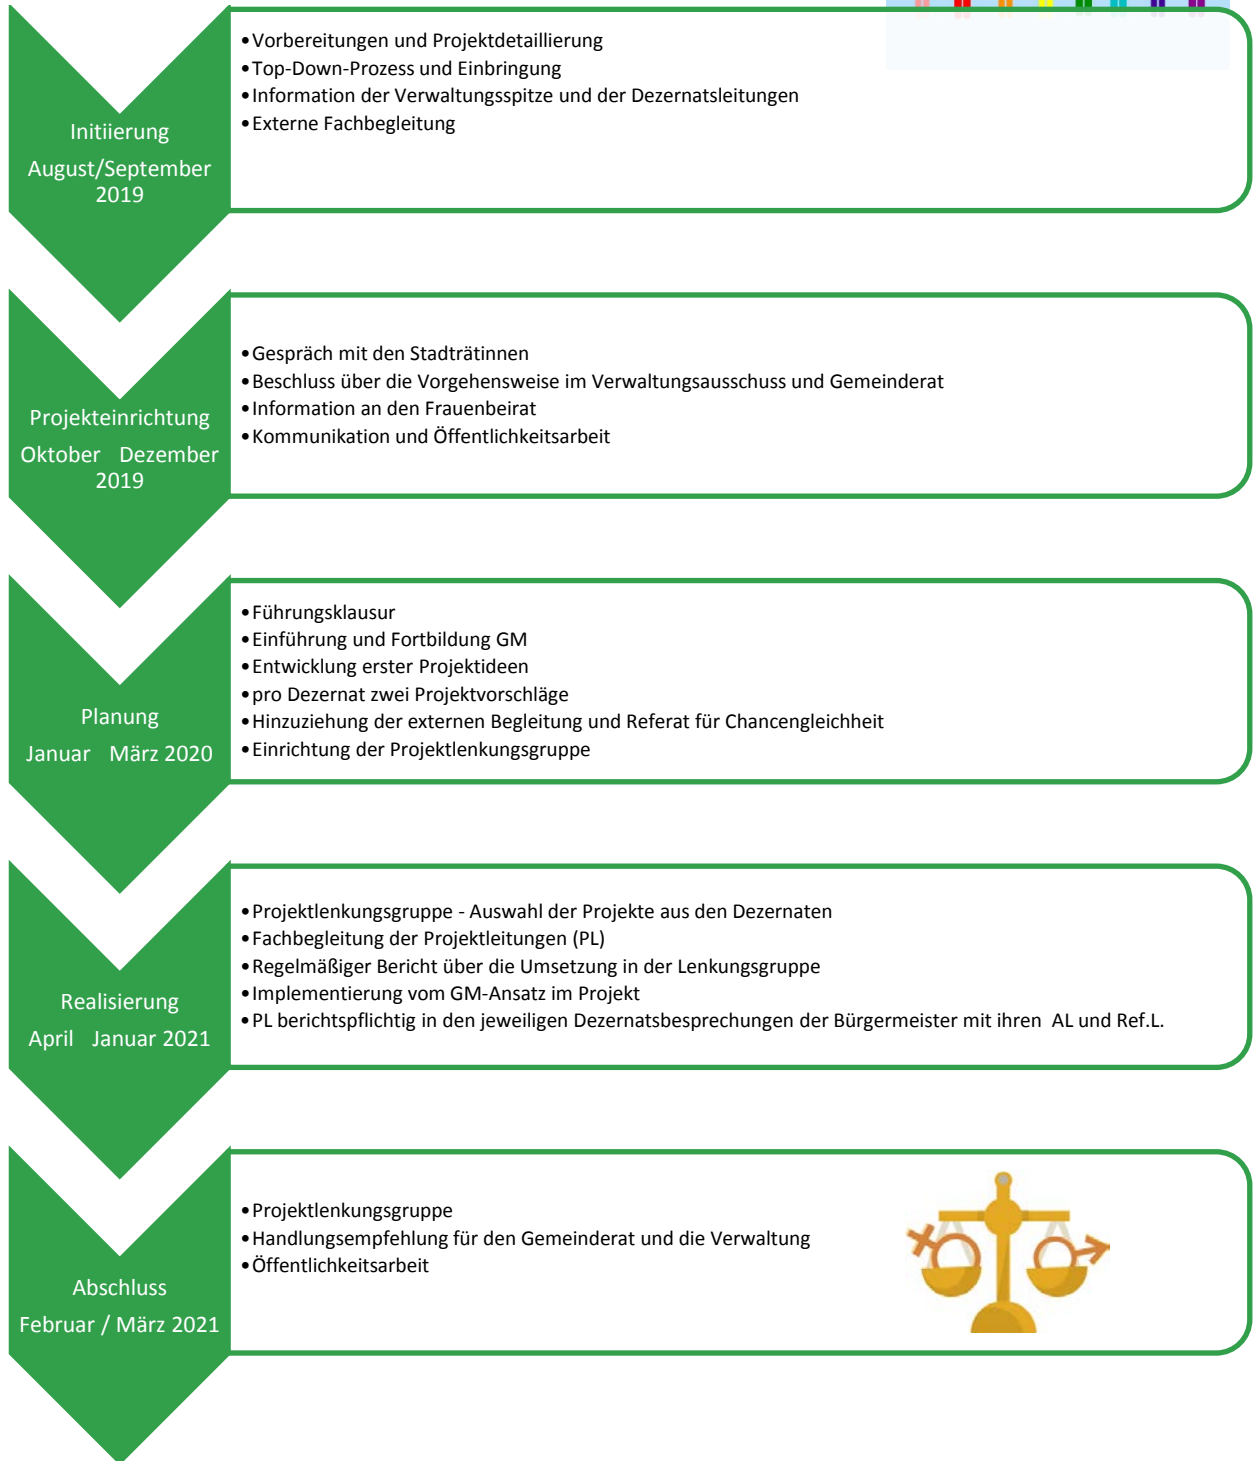 Initiierung
August/September
2019
•Vorbereitungen und Projektdetaillierung
•Top-Down-Prozess und Einbringung
•Information der Verwaltungsspitze und der Dezernatsleitungen
•Externe Fachbegleitung
Projekteinrichtung
Oktober Dezember
2019
•Gespräch mit den Stadträtinnen
•Beschluss über die Vorgehensweise im Verwaltungsausschuss und Gemeinderat
•Information an den Frauenbeirat
•Kommunikation und Öffentlichkeitsarbeit
Planung
Januar März 2020
•Führungsklausur
•Einführung und Fortbildung GM
•Entwicklung erster Projektideen
•pro Dezernat zwei Projektvorschläge
•Hinzuziehung der externen Begleitung und Referat für Chancengleichheit
•Einrichtung der Projektlenkungsgruppe
Realisierung
April Januar 2021
•Projektlenkungsgruppe - Auswahl der Projekte aus den Dezernaten
•Fachbegleitung der Projektleitungen (PL)
•Regelmäßiger Bericht über die Umsetzung in der Lenkungsgruppe
•Implementierung vom GM-Ansatz im Projekt
•PL berichtspflichtig in den jeweiligen Dezernatsbesprechungen der Bürgermeister mit ihren AL und Ref.L.
Abschluss
Februar / März 2021
•Projektlenkungsgruppe
•Handlungsempfehlung für den Gemeinderat und die Verwaltung
•Öffentlichkeitsarbeit